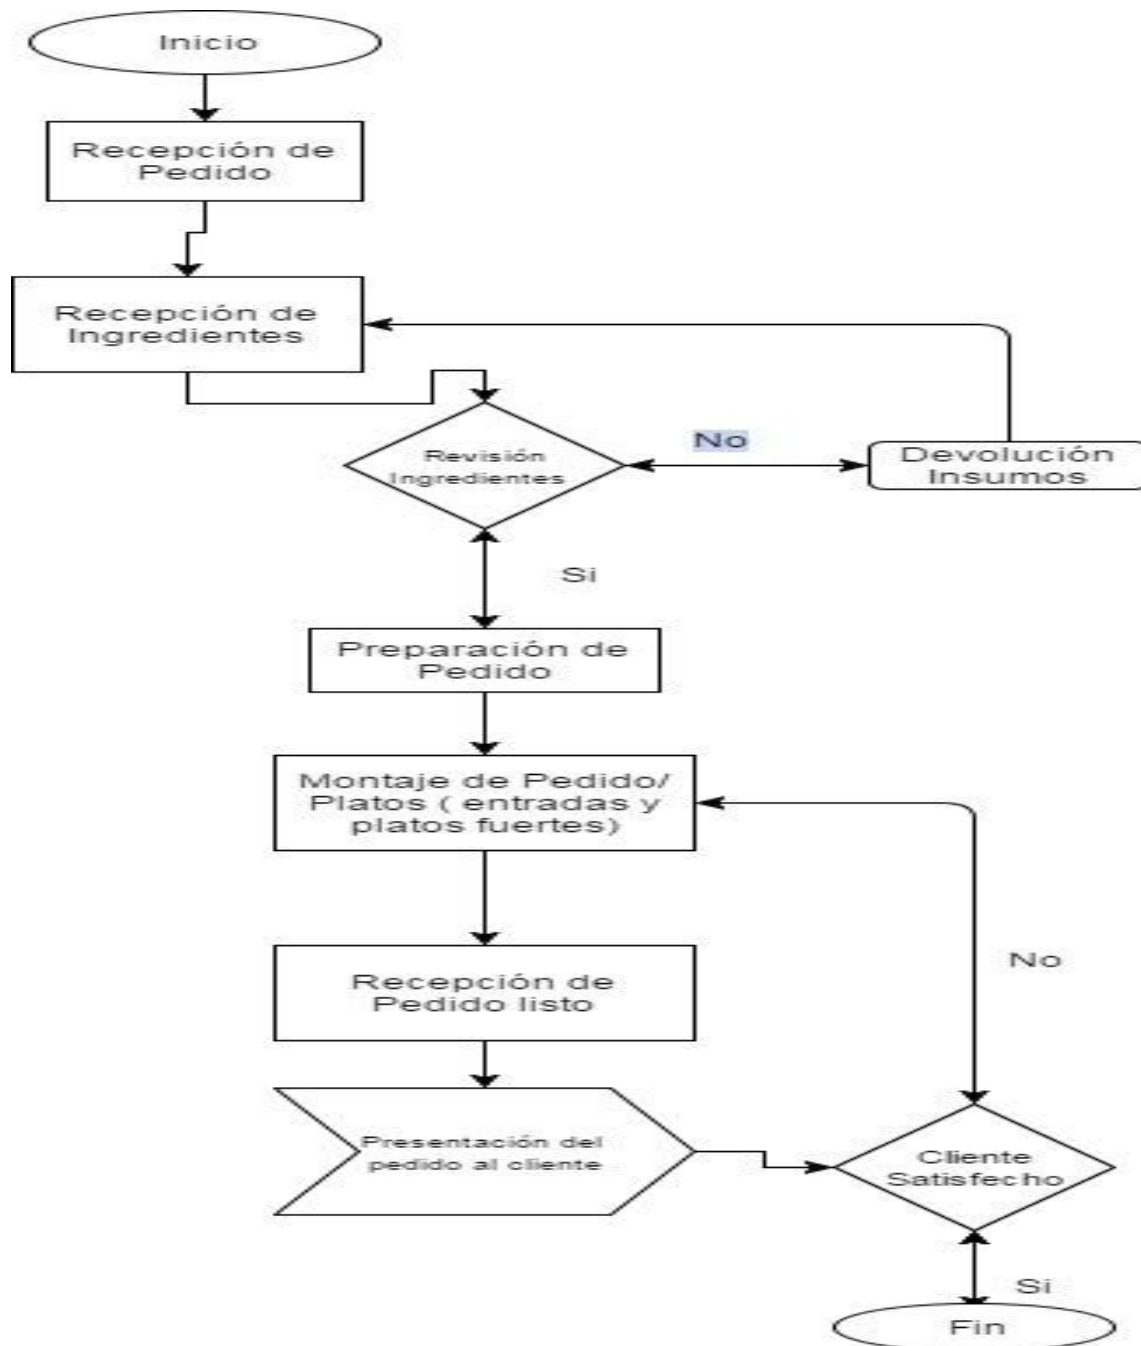 Inicio
Recepción de
Pedido
Recepción de
Ingredientes
Revisión
Ingredientes
No
Devolución
Insumos
Si
Preparación de
Pedido
Montaje de Pedido/
Platos ( entradas y
platos fuertes)
Recepción de
Pedido listo
No
Presentación del
pedido al cliente
Cliente
Satisfecho
Si
Fin